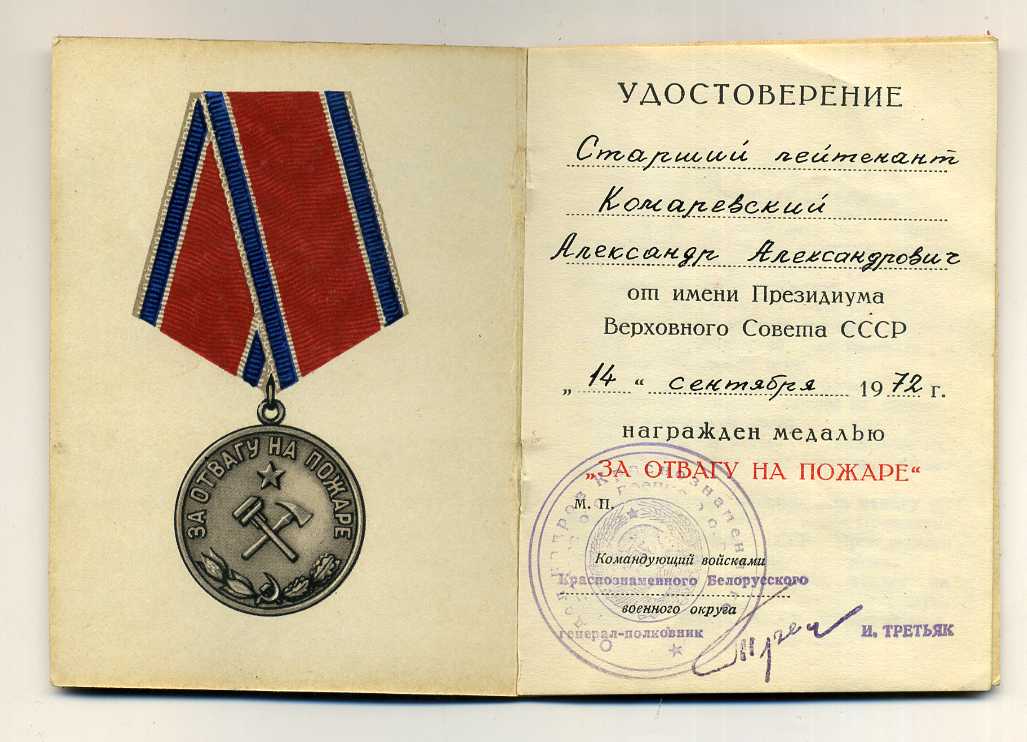 ЗА ОТВАГУ НА ПОЖАРЕ
УДОСТОВЕРЕНИЕ
Старший лейтенант
Комаревский
Александр Александрович
от имени Президиума
Верховного Совета СССР
„14“ сентября 1972 г.
награжден медалью
„ЗА ОТВАГУ НА ПОЖАРЕ“
М. П.
Командующий войсками
Краснознаменного Белорусского
военного округа
генерал-полковник
И. ТРЕТЬЯК